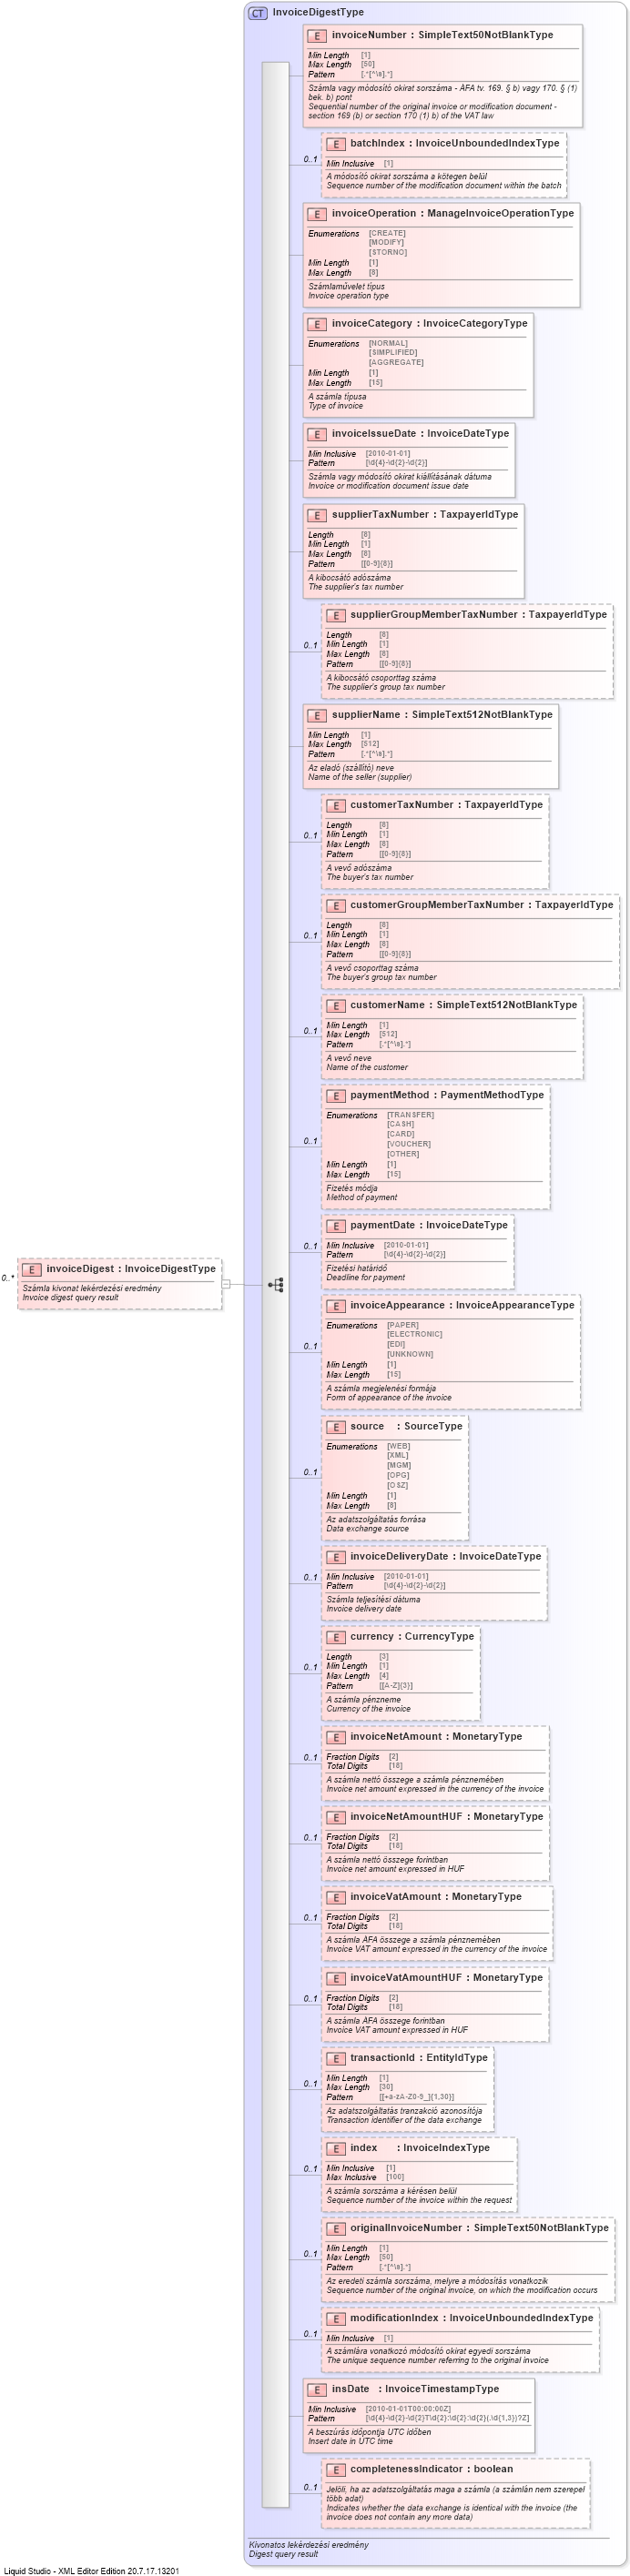 CT InvoiceDigestType
E invoiceNumber : SimpleText50NotBlankType
Min Length [1]
Max Length [50]
Pattern [.*[^\s].*]
Számla vagy módosító okirat sorszáma - ÁFA tv. 169. § b) vagy 170. § (1)
bek. b) pont
Sequential number of the original invoice or modification document -
section 169 (b) or section 170 (1) b) of the VAT law
0..1
E batchIndex : InvoiceUnboundedIndexType
Min Inclusive [1]
A módosító okirat sorszáma a kötegen belül
Sequence number of the modification document within the batch
E invoiceOperation : ManageInvoiceOperationType
Enumerations [CREATE]
[MODIFY]
[STORNO]
Min Length [1]
Max Length [8]
Számlaművelet típus
Invoice operation type
E invoiceCategory : InvoiceCategoryType
Enumerations [NORMAL]
[SIMPLIFIED]
[AGGREGATE]
Min Length [1]
Max Length [15]
A számla típusa
Type of invoice
E invoiceIssueDate : InvoiceDateType
Min Inclusive [2010-01-01]
Pattern [\d{4}-\d{2}-\d{2}]
Számla vagy módosító okirat kiállításának dátuma
Invoice or modification document issue date
E supplierTaxNumber : TaxpayerIdType
Length [8]
Min Length [1]
Max Length [8]
Pattern [[0-9]{8}]
A kibocsátó adószáma
The supplier's tax number
0..1
E supplierGroupMemberTaxNumber : TaxpayerIdType
Length [8]
Min Length [1]
Max Length [8]
Pattern [[0-9]{8}]
A kibocsátó csoporttag száma
The supplier's group tax number
E supplierName : SimpleText512NotBlankType
Min Length [1]
Max Length [512]
Pattern [.*[^\s].*]
Az eladó (szállító) neve
Name of the seller (supplier)
0..1
E customerTaxNumber : TaxpayerIdType
Length [8]
Min Length [1]
Max Length [8]
Pattern [[0-9]{8}]
A vevő adószáma
The buyer's tax number
0..1
E customerGroupMemberTaxNumber : TaxpayerIdType
Length [8]
Min Length [1]
Max Length [8]
Pattern [[0-9]{8}]
A vevő csoporttag száma
The buyer's group tax number
0..1
E customerName : SimpleText512NotBlankType
Min Length [1]
Max Length [512]
Pattern [.*[^\s].*]
A vevő neve
Name of the customer
0..1
E paymentMethod : PaymentMethodType
Enumerations [TRANSFER]
[CASH]
[CARD]
[VOUCHER]
[OTHER]
Min Length [1]
Max Length [15]
Fizetés módja
Method of payment
0..1
E paymentDate : InvoiceDateType
Min Inclusive [2010-01-01]
Pattern [\d{4}-\d{2}-\d{2}]
Fizetési határidő
Deadline for payment
0..*
E invoiceDigest : InvoiceDigestType
Számla kivonat lekérdezési eredmény
Invoice digest query result
0..1
E invoiceAppearance : InvoiceAppearanceType
Enumerations [PAPER]
[ELECTRONIC]
[EDI]
[UNKNOWN]
Min Length [1]
Max Length [15]
A számla megjelenési formája
Form of appearance of the invoice
0..1
E source : SourceType
Enumerations [WEB]
[XML]
[MGM]
[OPG]
[OSZ]
Min Length [1]
Max Length [8]
Az adatszolgáltatás forrása
Data exchange source
0..1
E invoiceDeliveryDate : InvoiceDateType
Min Inclusive [2010-01-01]
Pattern [\d{4}-\d{2}-\d{2}]
Számla teljesítési dátuma
Invoice delivery date
0..1
E currency : CurrencyType
Length [3]
Min Length [1]
Max Length [4]
Pattern [[A-Z]{3}]
A számla pénzneme
Currency of the invoice
0..1
E invoiceNetAmount : MonetaryType
Fraction Digits [2]
Total Digits [18]
A számla nettó összege a számla pénznemében
Invoice net amount expressed in the currency of the invoice
0..1
E invoiceNetAmountHUF : MonetaryType
Fraction Digits [2]
Total Digits [18]
A számla nettó összege forintban
Invoice net amount expressed in HUF
0..1
E invoiceVatAmount : MonetaryType
Fraction Digits [2]
Total Digits [18]
A számla ÁFA összege a számla pénznemében
Invoice VAT amount expressed in the currency of the invoice
0..1
E invoiceVatAmountHUF : MonetaryType
Fraction Digits [2]
Total Digits [18]
A számla ÁFA összege forintban
Invoice VAT amount expressed in HUF
0..1
E transactionId : EntityIdType
Min Length [1]
Max Length [30]
Pattern [[+a-zA-Z0-9_]{1,30}]
Az adatszolgáltatás tranzakció azonosítója
Transaction identifier of the data exchange
0..1
E index : InvoiceIndexType
Min Inclusive [1]
Max Inclusive [100]
A számla sorszáma a kérésen belül
Sequence number of the invoice within the request
0..1
E originalInvoiceNumber : SimpleText50NotBlankType
Min Length [1]
Max Length [50]
Pattern [.*[^\s].*]
Az eredeti számla sorszáma, melyre a módosítás vonatkozik
Sequence number of the original invoice, on which the modification occurs
0..1
E modificationIndex : InvoiceUnboundedIndexType
Min Inclusive [1]
A számlára vonatkozó módosító okirat egyedi sorszáma
The unique sequence number referring to the original invoice
E insDate : InvoiceTimestampType
Min Inclusive [2010-01-01T00:00:00Z]
Pattern [\d{4}-\d{2}-\d{2}T\d{2}:\d{2}:\d{2}(.\d{1,3})?Z]
A beszúrás időpontja UTC időben
Insert date in UTC time
0..1
E completenessIndicator : boolean
Jelöli, ha az adatszolgáltatás maga a számla (a számlán nem szerepel
több adat)
Indicates whether the data exchange is identical with the invoice (the
invoice does not contain any more data)
Kivonatos lekérdezési eredmény
Digest query result
Liquid Studio - XML Editor Edition 20.7.17.13201